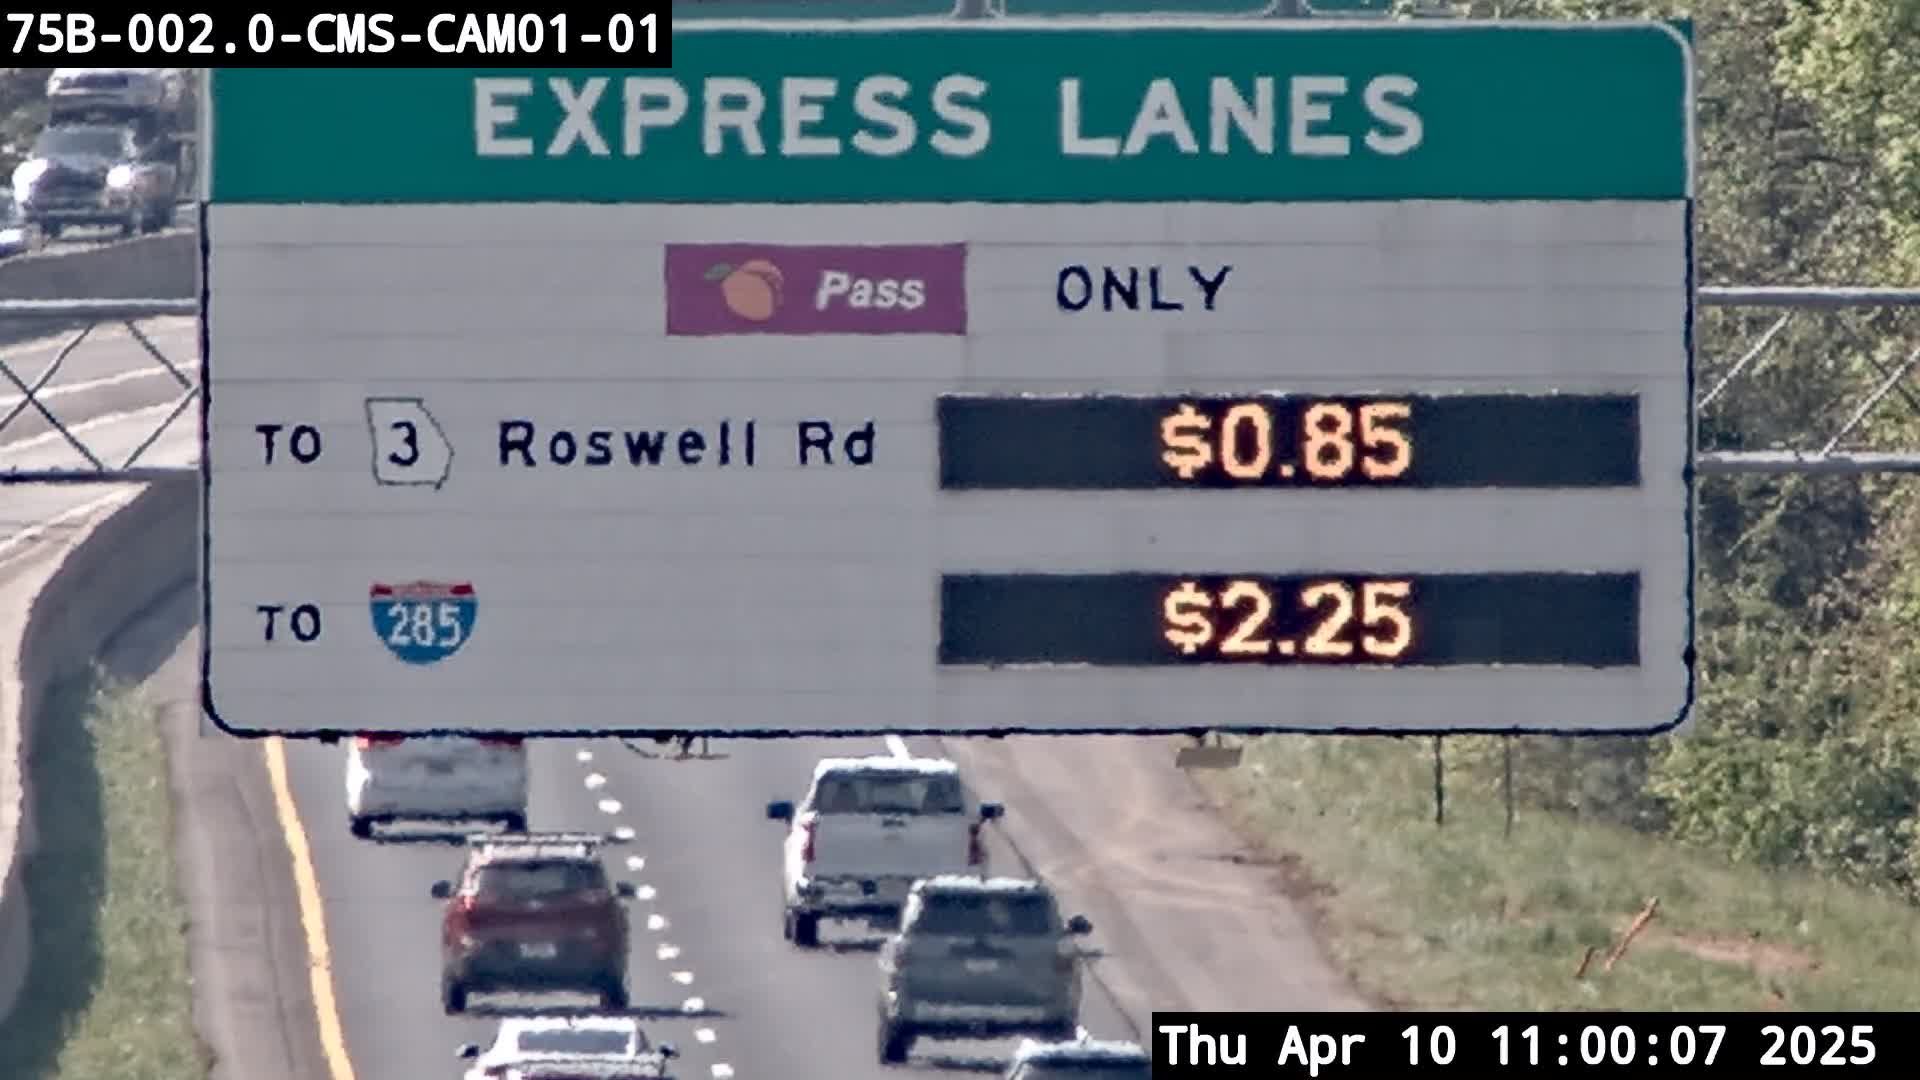 75B-002.0-CMS-CAM01-01
EXPRESS LANES
Pass ONLY
TO 3 Roswell Rd $0.85
TO 285 $2.25
Thu Apr 10 11:00:07 2025